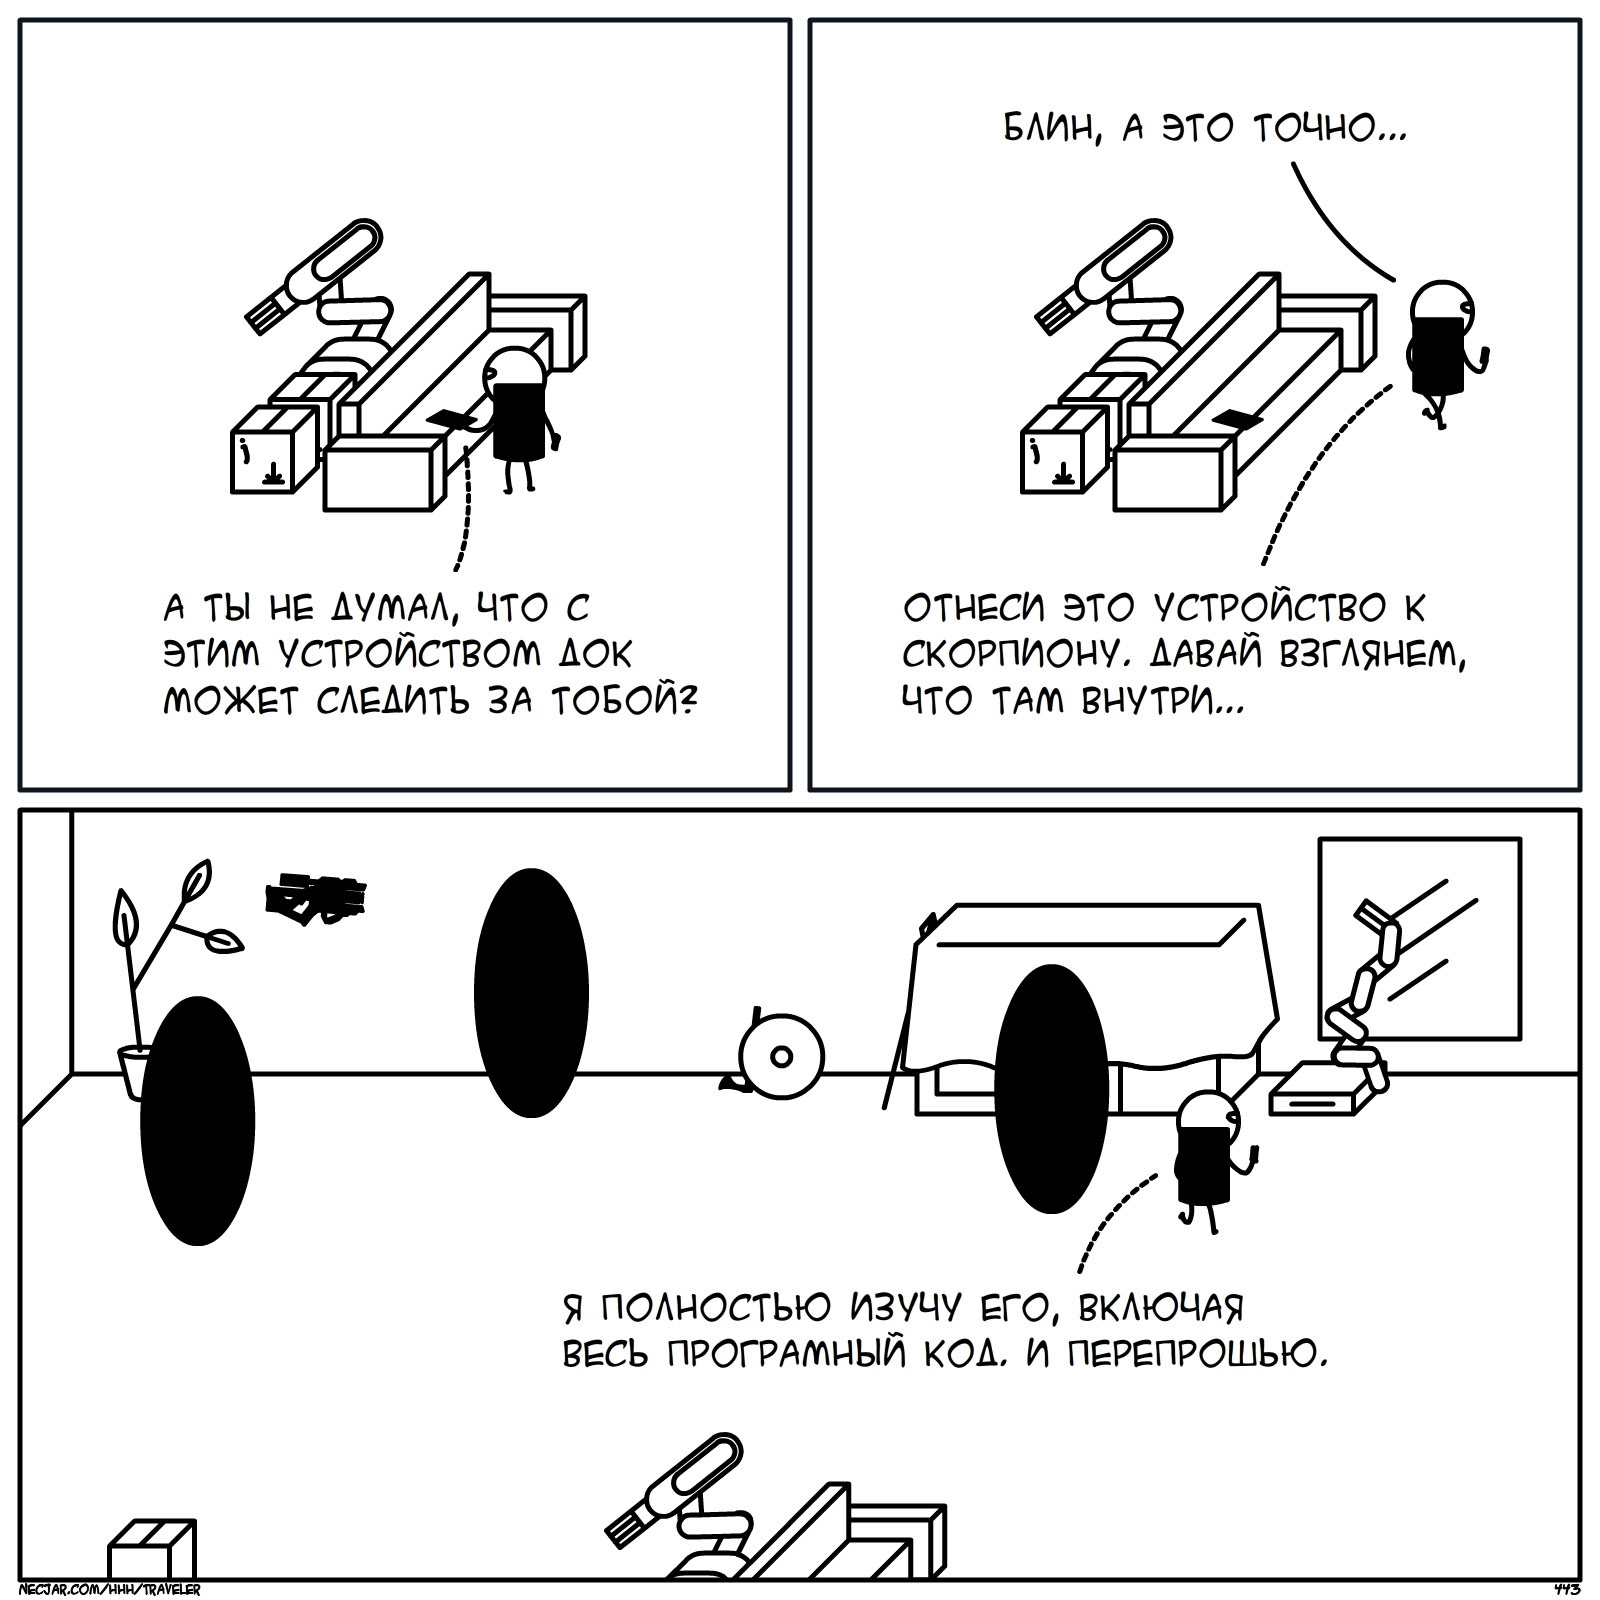 А ТЫ НЕ ДУМАЛ, ЧТО С
ЭТИМ УСТРОЙСТВОМ ДОК
МОЖЕТ СЛЕДИТЬ ЗА ТОБОЙ?
БЛИН, А ЭТО ТОЧНО...
ОТНЕСИ ЭТО УСТРОЙСТВО К
СКОРПИОНУ. ДАВАЙ ВЗГЛЯНЕМ,
ЧТО ТАМ ВНУТРИ...
Я ПОЛНОСТЬЮ ИЗУЧУ ЕГО, ВКЛЮЧАЯ
ВЕСЬ ПРОГРАМНЫЙ КОД. И ПЕРЕПРОШЬЮ.
NECJAR.COM/HHH/TRAVELER
443